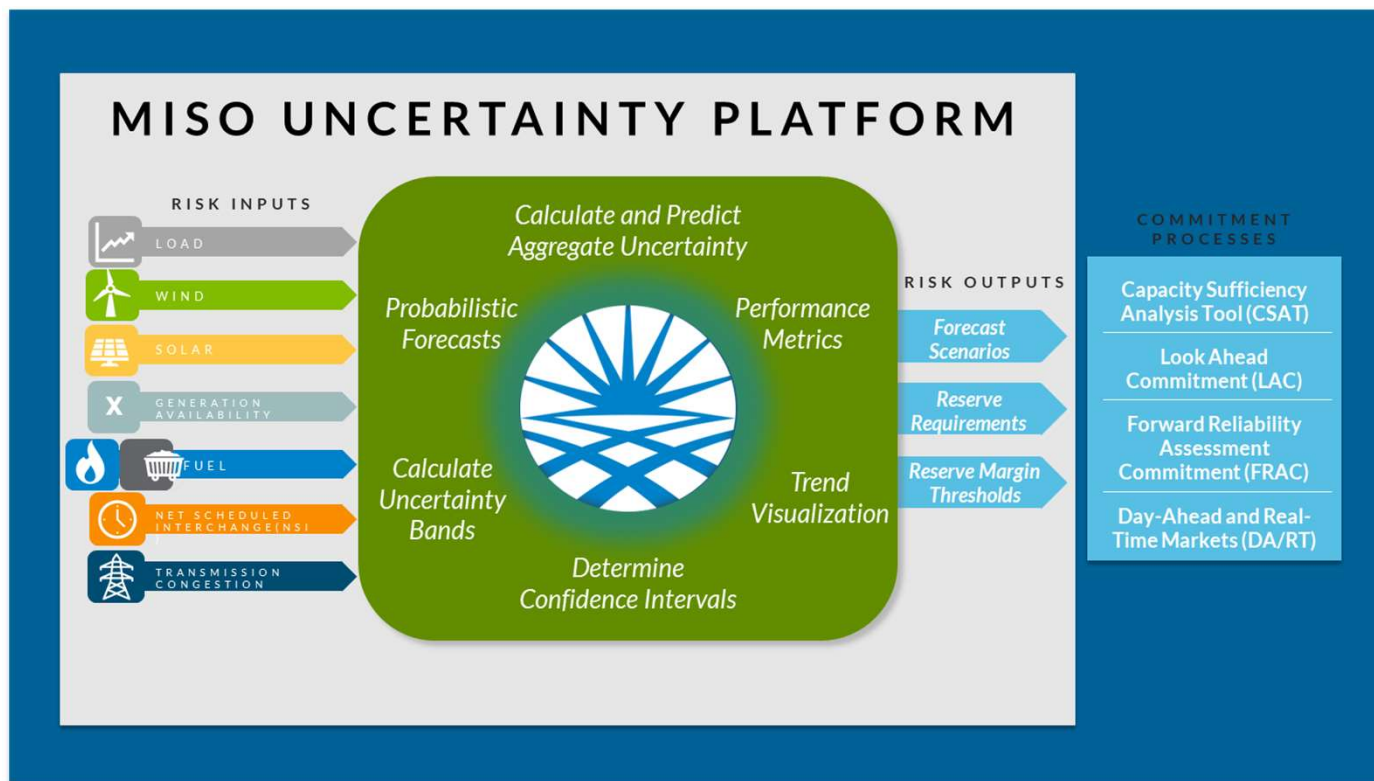 MISO UNCERTAINTY PLATFORM
RISK INPUTS
LOAD
WIND
SOLAR
X
GENERATION
AVAILABILITY
FUEL
NET SCHEDULED
INTERCHANGE(NSI
)
TRANSMISSION
CONGESTION
Calculate and Predict
Aggregate Uncertainty
Probabilistic
Forecasts
Performance
Metrics
Calculate
Uncertainty
Bands
Trend
Visualization
Determine
Confidence Intervals
RISK OUTPUTS
Forecast
Scenarios
Reserve
Requirements
Reserve Margin
Thresholds
COMMITMENT
PROCESSES
Capacity Sufficiency
Analysis Tool (CSAT)
Look Ahead
Commitment (LAC)
Forward Reliability
Assessment
Commitment (FRAC)
Day-Ahead and Real-
Time Markets (DA/RT)